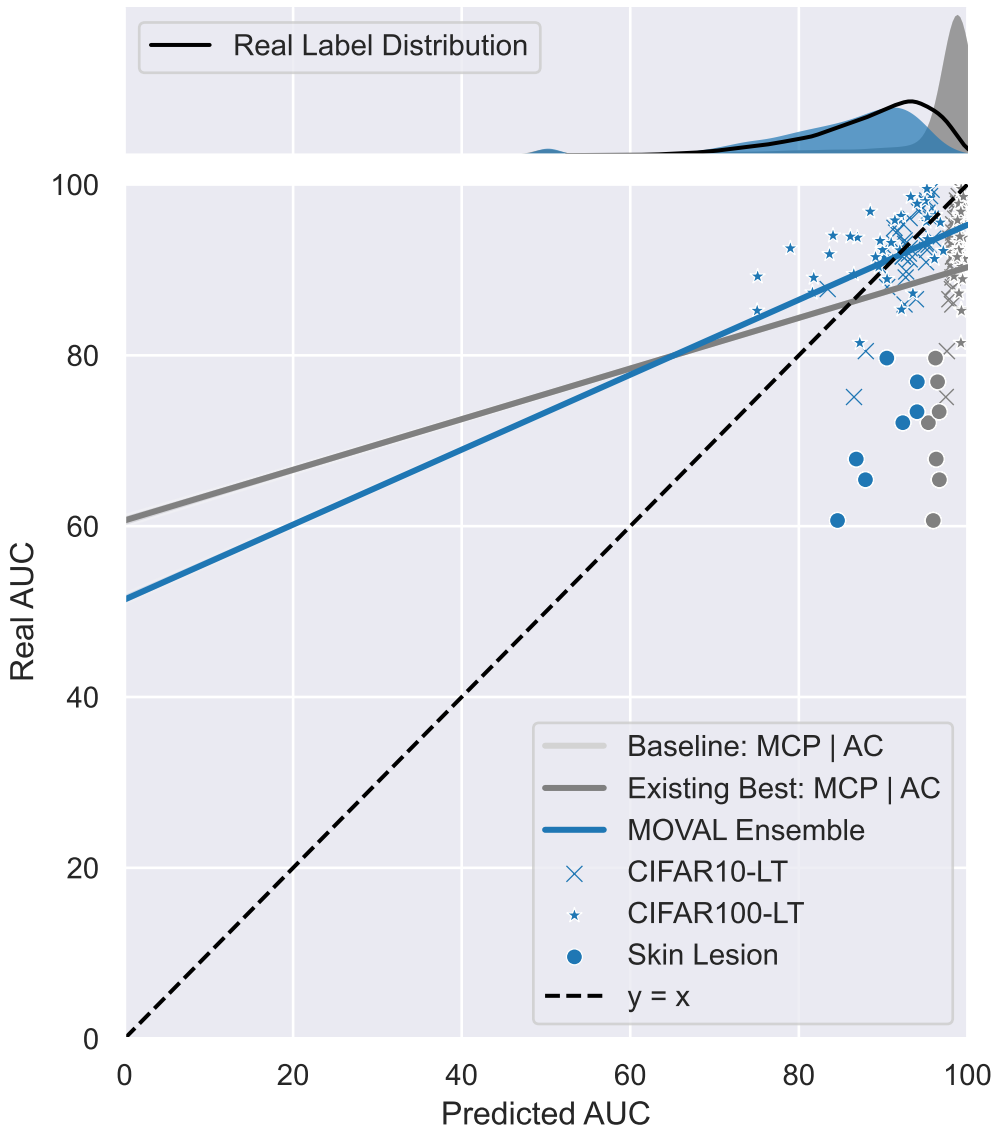 Real Label Distribution
100
80
60
40
20
0
Real AUC
Baseline: MCP | AC
Existing Best: MCP | AC
MOVAL Ensemble
CIFAR10-LT
CIFAR100-LT
Skin Lesion
y = x
0 20 40 60 80 100
Predicted AUC